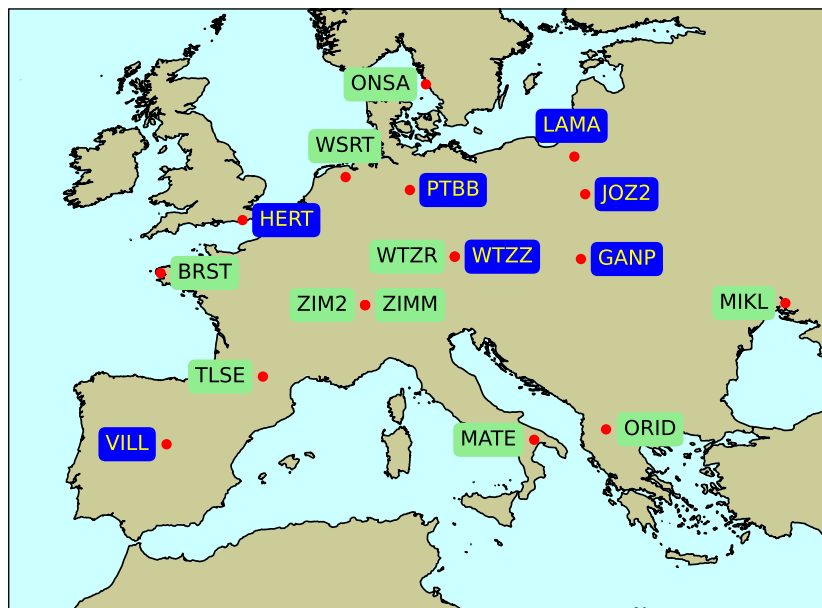 ONSA
LAMA
WSRT
PTBB
JOZ2
HERT
WTZR
WTZZ
GANP
BRST
ZIM2
ZIMM
MIKL
TLSE
ORID
MATE
VILL